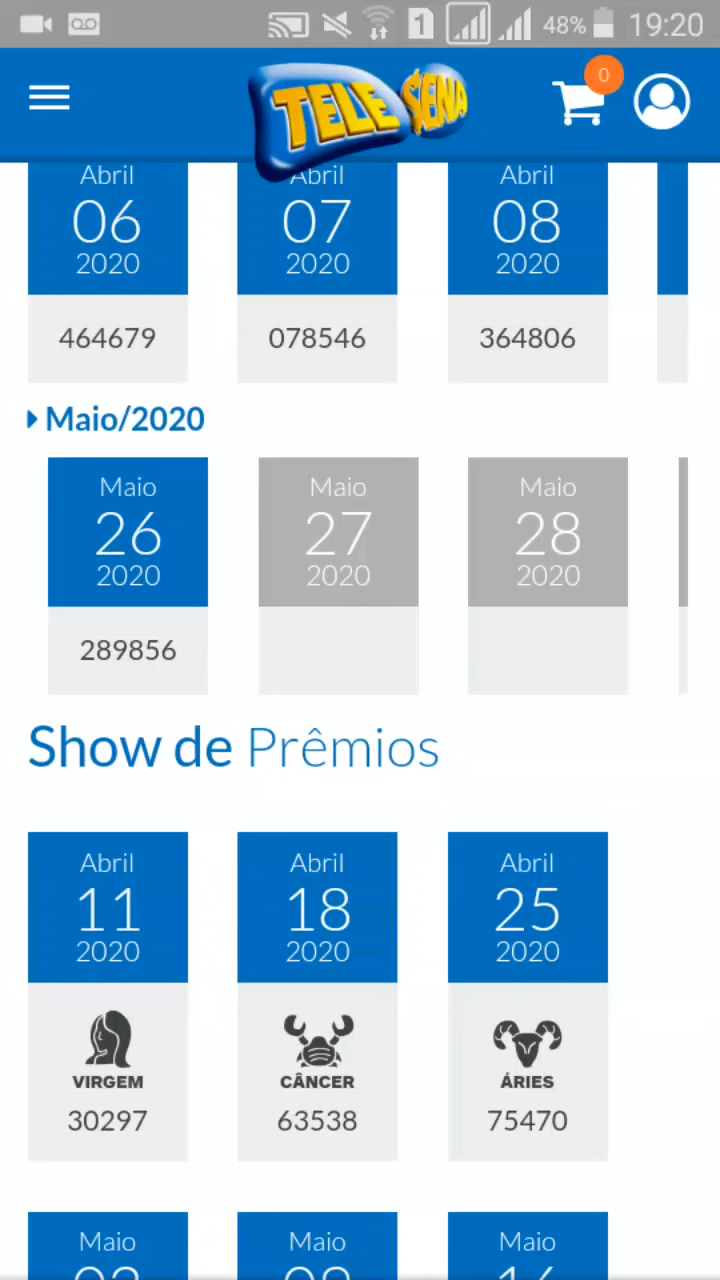 1 48% 19:20
TELE SENA 0
Abril Abril Abril
06 07 08
2020 2020 2020
464679 078546 364806
Maio/2020
Maio Maio Maio
26 27 28
2020 2020 2020
289856
Show de Prêmios
Abril Abril Abril
11 18 25
2020 2020 2020
VIRGEM CÂNCER ÁRIES
30297 63538 75470
Maio Maio Maio